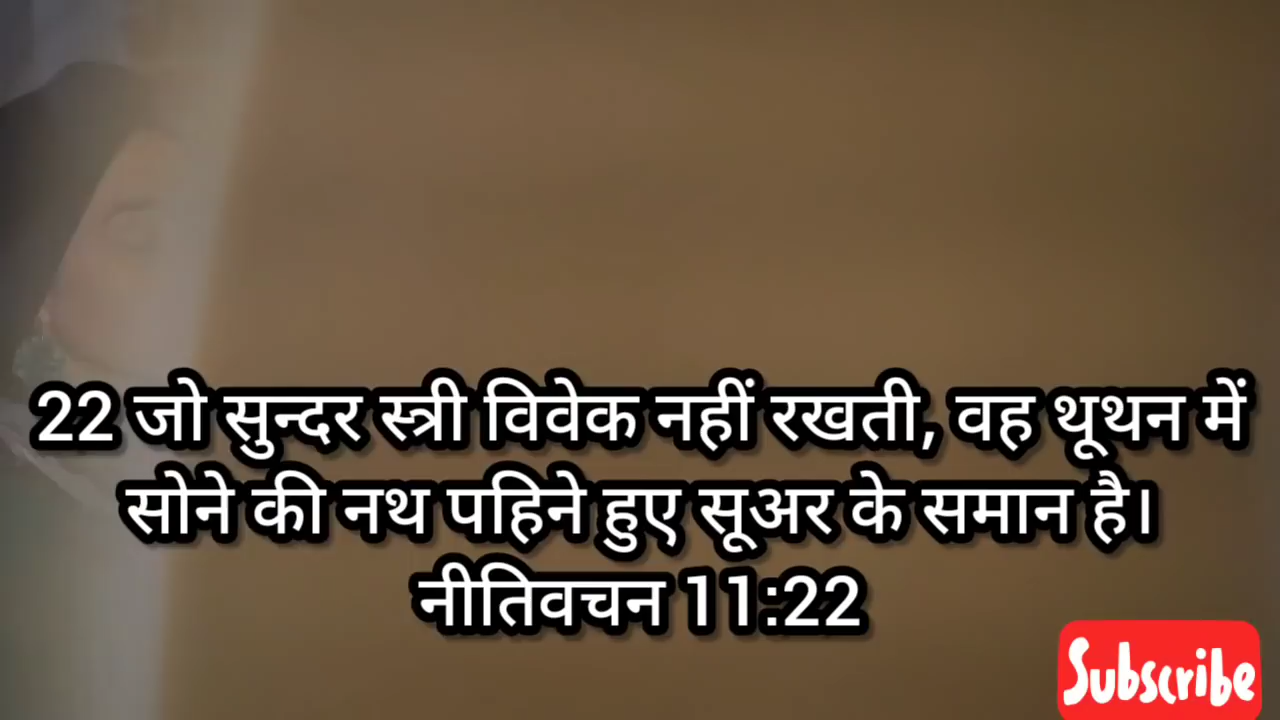 22 जो सुन्दर स्त्री विवेक नहीं रखती, वह थूथन में
सोने की नथ पहिने हुए सूअर के समान है।
नीतिवचन 11:22
Subscribe